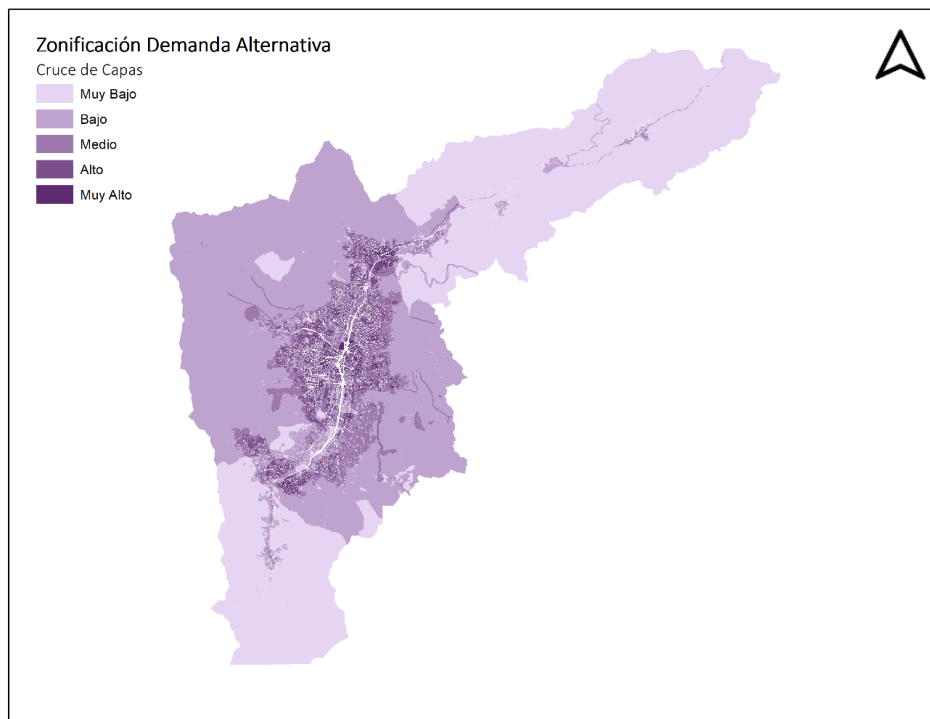 Zonificación Demanda Alternativa
Cruce de Capas
Muy Bajo
Bajo
Medio
Alto
Muy Alto